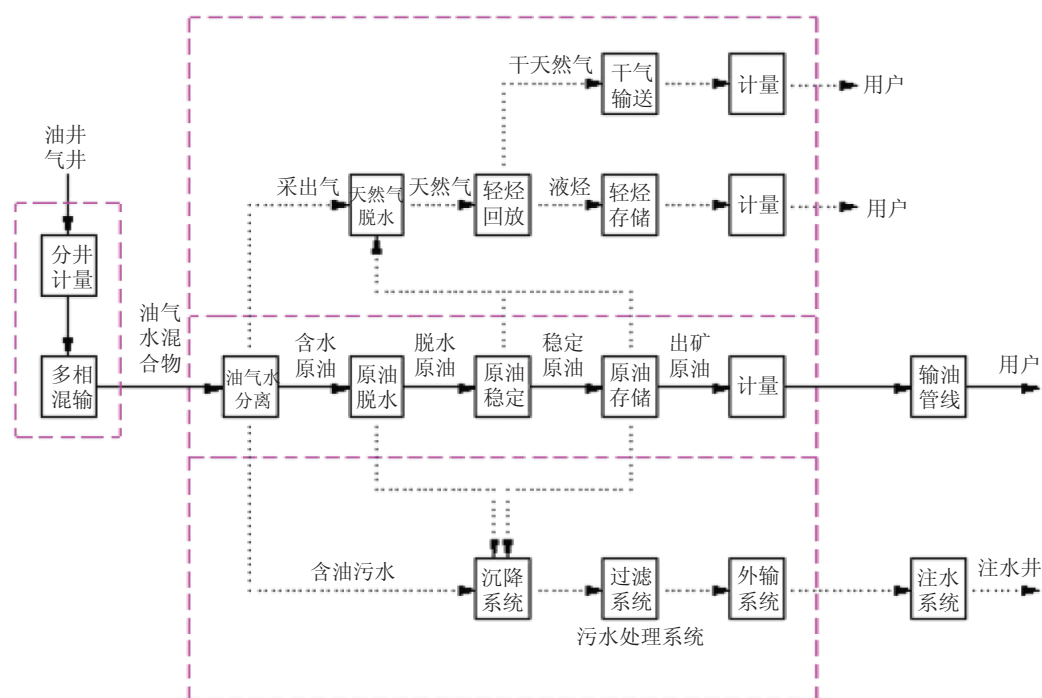 干天然气
干气
输送
计量
用户
油井
气井
采出气
天然气
脱水
天然气
轻烃
回放
液烃
轻烃
存储
计量
用户
分井
计量
油气
水混
合物
含水
原油
脱水
原油
稳定
原油
出矿
原油
多相
混输
油气水
分离
原油
脱水
原油
稳定
原油
存储
计量
输油
管线
用户
含油污水
沉降
系统
过滤
系统
外输
系统
注水
系统
注水井
污水处理系统